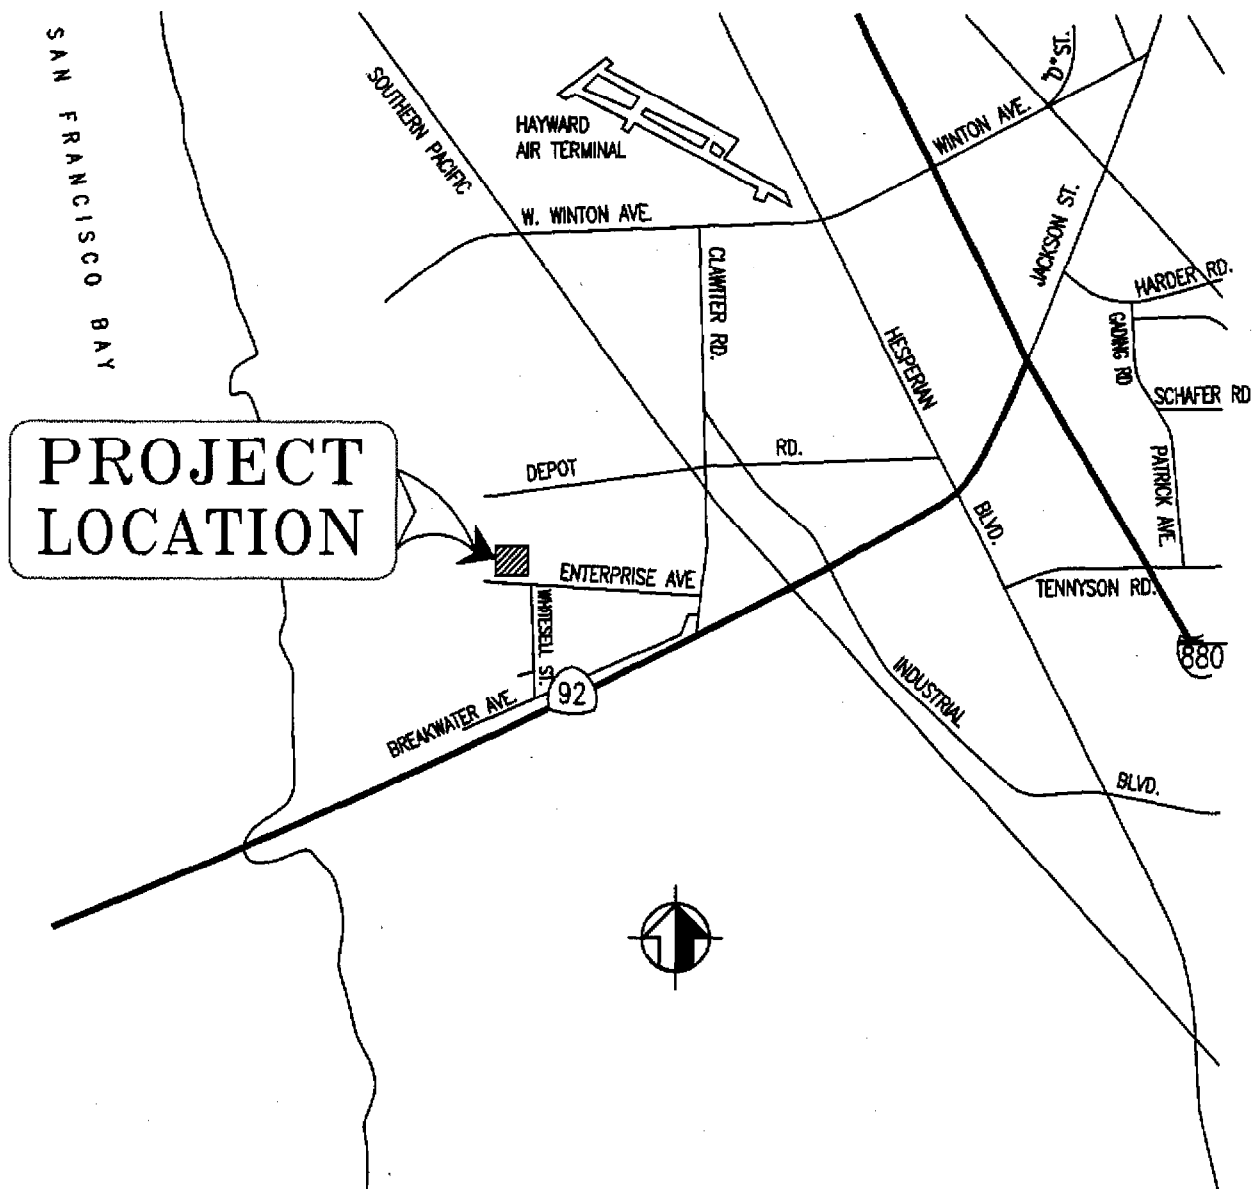 SAN FRANCISCO BAY
SOUTHERN PACIFIC
HAYWARD
AIR TERMINAL
"D" ST.
WINTON AVE.
W. WINTON AVE.
JACKSON ST.
HARDER RD.
CLAWITER RD.
GADING RD
HESPERIAN
SCHAFER RD
PROJECT
LOCATION
DEPOT
RD.
PATRICK AVE.
BLVD.
ENTERPRISE AVE
TENNYSON RD.
WHITESELL ST.
880
INDUSTRIAL
92
BREAKWATER AVE.
BLVD.